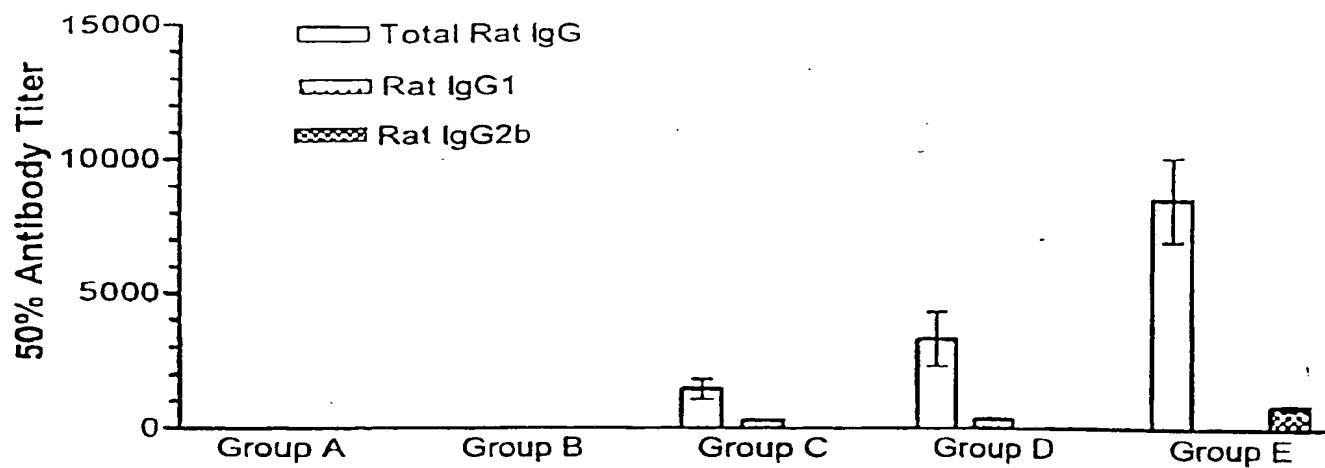 50% Antibody Titer
15000
10000
5000
0
Total Rat IgG
Rat IgG1
Rat IgG2b
Group A
Group B
Group C
Group D
Group E